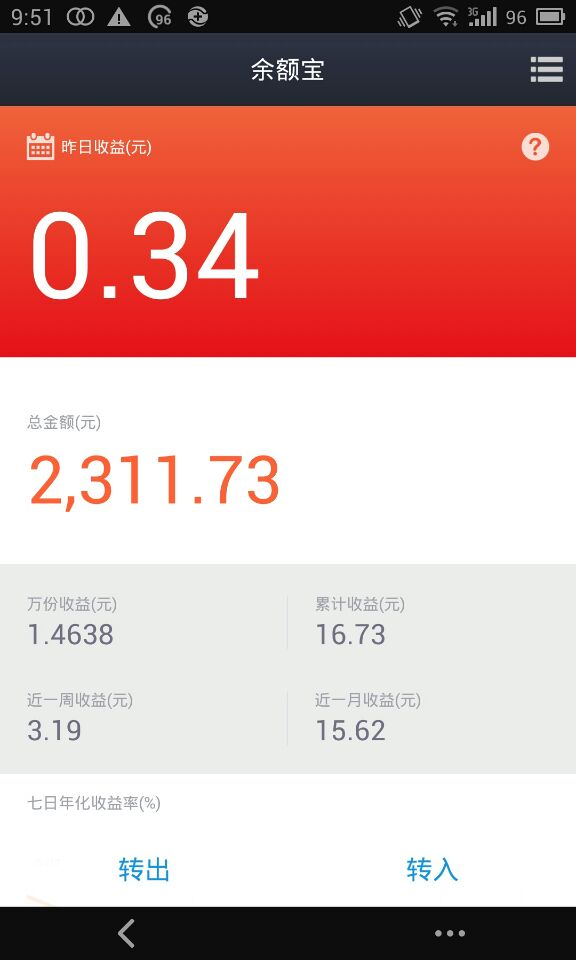 9:51 96 3G 96
余额宝
昨日收益(元) ?
0.34
总金额(元)
2,311.73
万份收益(元) 累计收益(元)
1.4638 16.73
近一周收益(元) 近一月收益(元)
3.19 15.62
七日年化收益率(%)
转出 转入